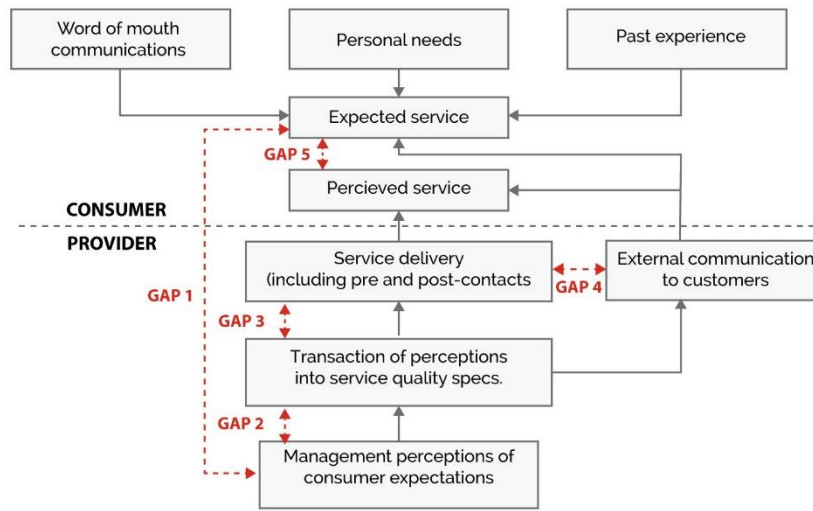 Word of mouth
communications
Personal needs
Past experience
Expected service
GAP 5
Percieved service
CONSUMER
PROVIDER
Service delivery
(including pre and post-contacts
External communication
to customers
GAP 4
GAP 1
GAP 3
Transaction of perceptions
into service quality specs.
GAP 2
Management perceptions of
consumer expectations